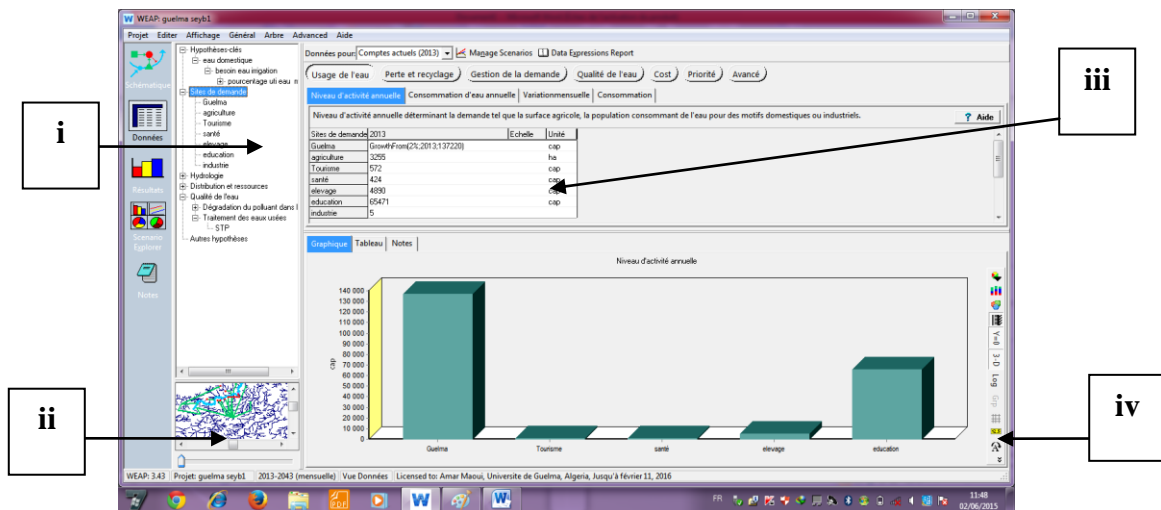 WEAP: guelma seyb1
Projet Editer Affichage Général Arbre Advanced Aide
Schématique
Données
Résultats
Scenario Explorer
Notes
i
ii
iii
iv
Hypothèses-clés
eau domestique
besoin eau irigation
pourcentage uti eau
Sites de demande
Guelma
agriculture
Tourisme
santé
elevage
education
industrie
Hydrologie
Distribution et ressources
Qualité de l'eau
Dégradation du polluant dans l
Traitement des eaux usées
STP
Autres hypothèses
Données pour: Comptes actuels (2013) Manage Scenarios Data Expressions Report
Usage de l'eau Perte et recyclage Gestion de la demande Qualité de l'eau Cost Priorité Avancé
Niveau d'activité annuelle Consommation d'eau annuelle Variationmensuelle Consommation
Niveau d'activité annuelle déterminant la demande tel que la surface agricole, la population consommant de l'eau pour des motifs domestiques ou industriels.
? Aide
Sites de demande 2013 Echelle Unité
Guelma GrowthFrom(2%;2013;137220) cap
agriculture 3255 ha
Tourisme 572 cap
santé 424 cap
elevage 4890 cap
education 65471 cap
industrie 5
Graphique Tableau Notes
Niveau d'activité annuelle
140 000
130 000
120 000
110 000
100 000
90 000
80 000
70 000
60 000
50 000
40 000
30 000
20 000
10 000
0
cap
Guelma Tourisme santé elevage education
Y=0
3-D
Log
Grp
WEAP: 3.43 Projet: guelma seyb1 2013-2043 (mensuelle) Vue Données Licensed to: Amar Maoui, Universite de Guelma, Algeria, Jusqu'à février 11, 2016
FR
11:48
02/06/2015